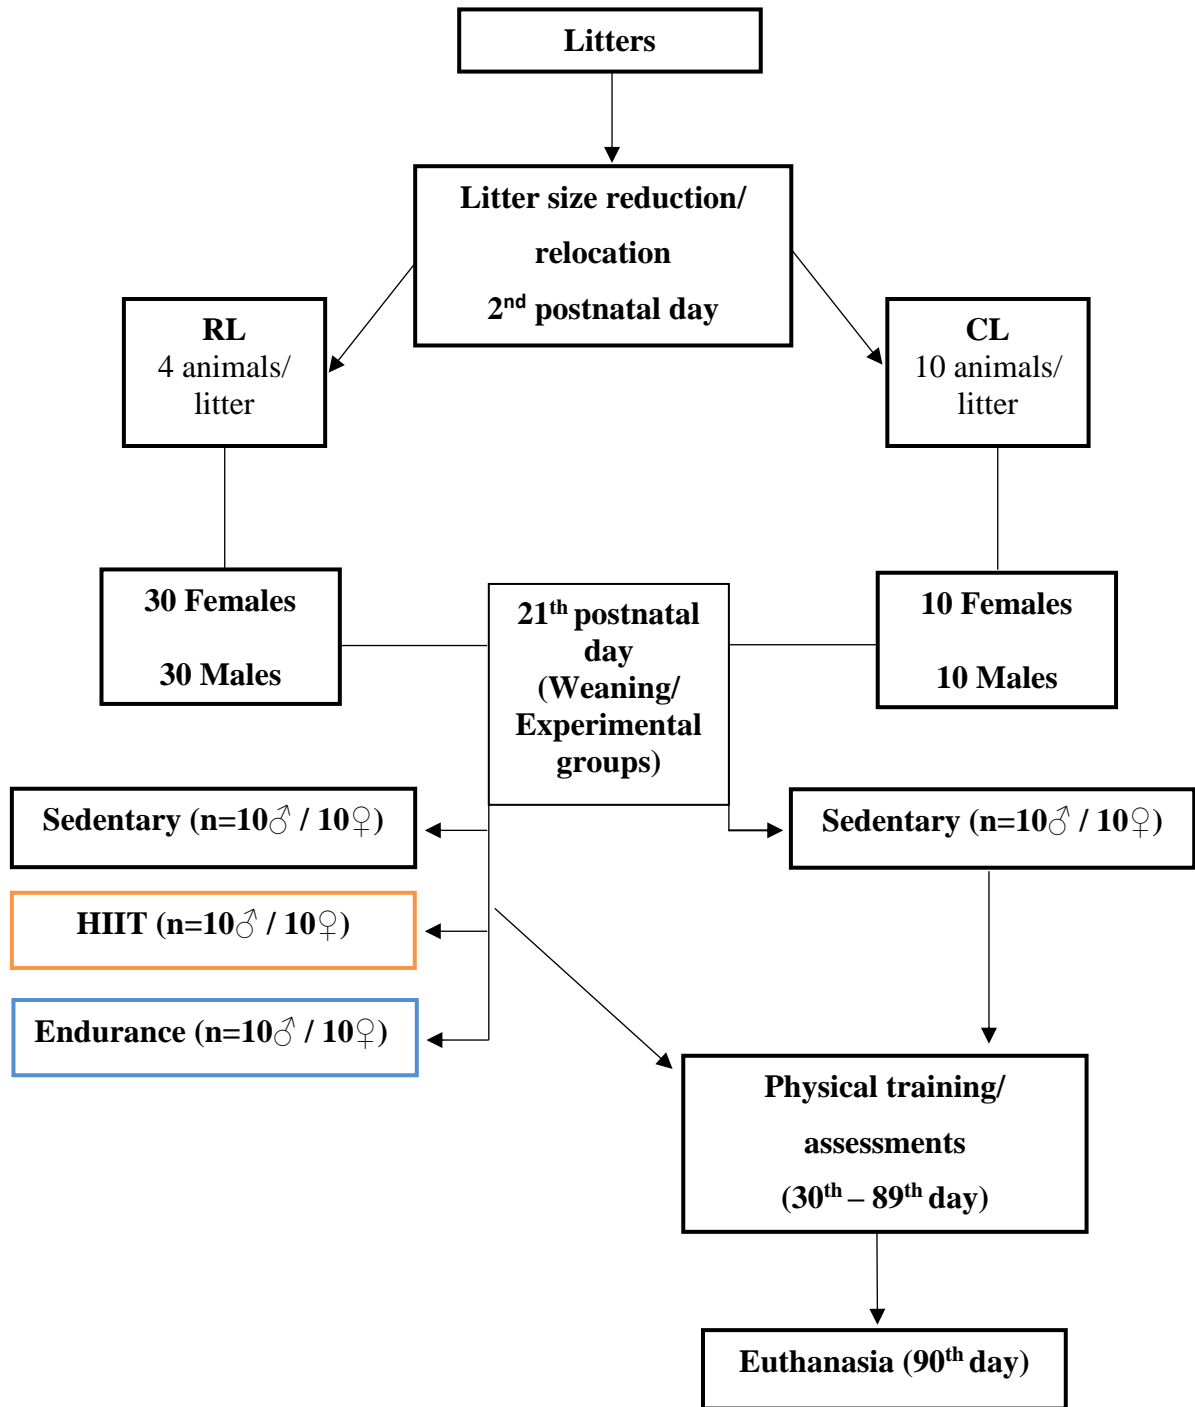 Litters
Litter size reduction/
relocation
2nd postnatal day
RL
4 animals/
litter
CL
10 animals/
litter
30 Females
30 Males
21th postnatal
day
(Weaning/
Experimental
groups)
10 Females
10 Males
Sedentary (n=10♂ / 10♀)
HIIT (n=10♂ / 10♀)
Endurance (n=10♂ / 10♀)
Sedentary (n=10♂ / 10♀)
Physical training/
assessments
(30th – 89th day)
Euthanasia (90th day)